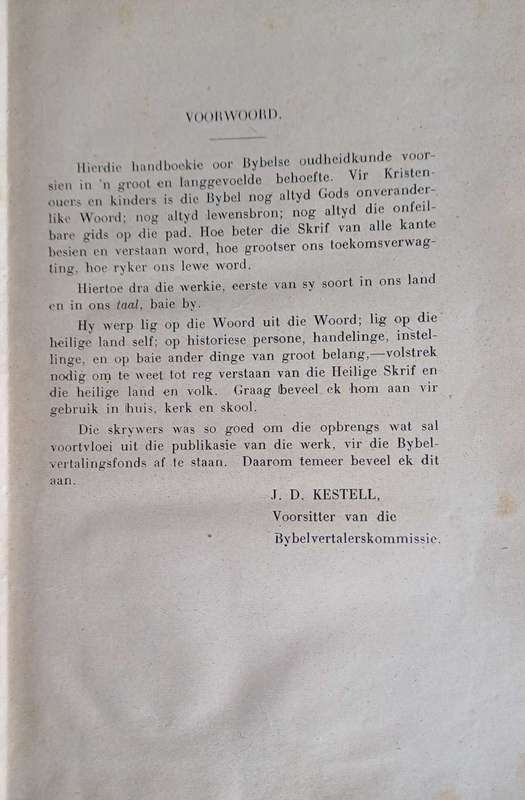 VOORWOORD.
Hierdie handboekie oor Bybelse oudheidkunde voor-
sien in 'n groot en langgevoelde behoefte. Vir Kristen-
ouers en kinders is die Bybel nog altyd Gods onverander-
like Woord; nog altyd lewensbron; nog altyd die onfeil-
bare gids op die pad. Hoe beter die Skrif van alle kante
besien en verstaan word, hoe grootser ons toekomsverwag-
ting, hoe ryker ons lewe word.
Hiertoe dra die werkie, eerste van sy soort in ons land
en in ons taal, baie by.
Hy werp lig op die Woord uit die Woord; lig op die
heilige land self; op historiese persone, handelinge, instel-
linge, en op baie ander dinge van groot belang,—volstrek
nodig om te weet tot reg verstaan van die Heilige Skrif en
die heilige land en volk. Graag beveel ek hom aan vir
gebruik in huis, kerk en skool.
Die skrywers was so goed om die opbrengs wat sal
voortvloei uit die publikasie van die werk, vir die Bybel-
vertalingsfonds af te staan. Daarom temeer beveel ek dit
aan.
J. D. KESTELL,
Voorsitter van die
Bybelvertalerskommissie.